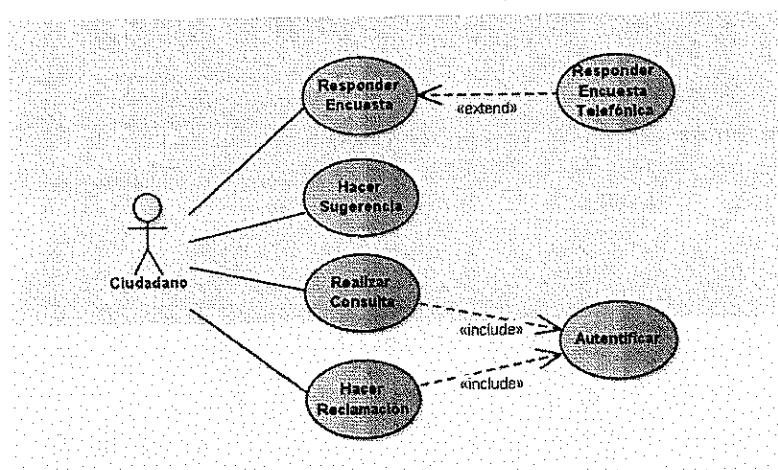 Responder
Encuesta
«extend»
Responder
Encuesta
Telefónica
Hacer
Sugerencia
Ciudadano
Realizar
Consulta
«include»
Autentificar
«include»
Hacer
Reclamación